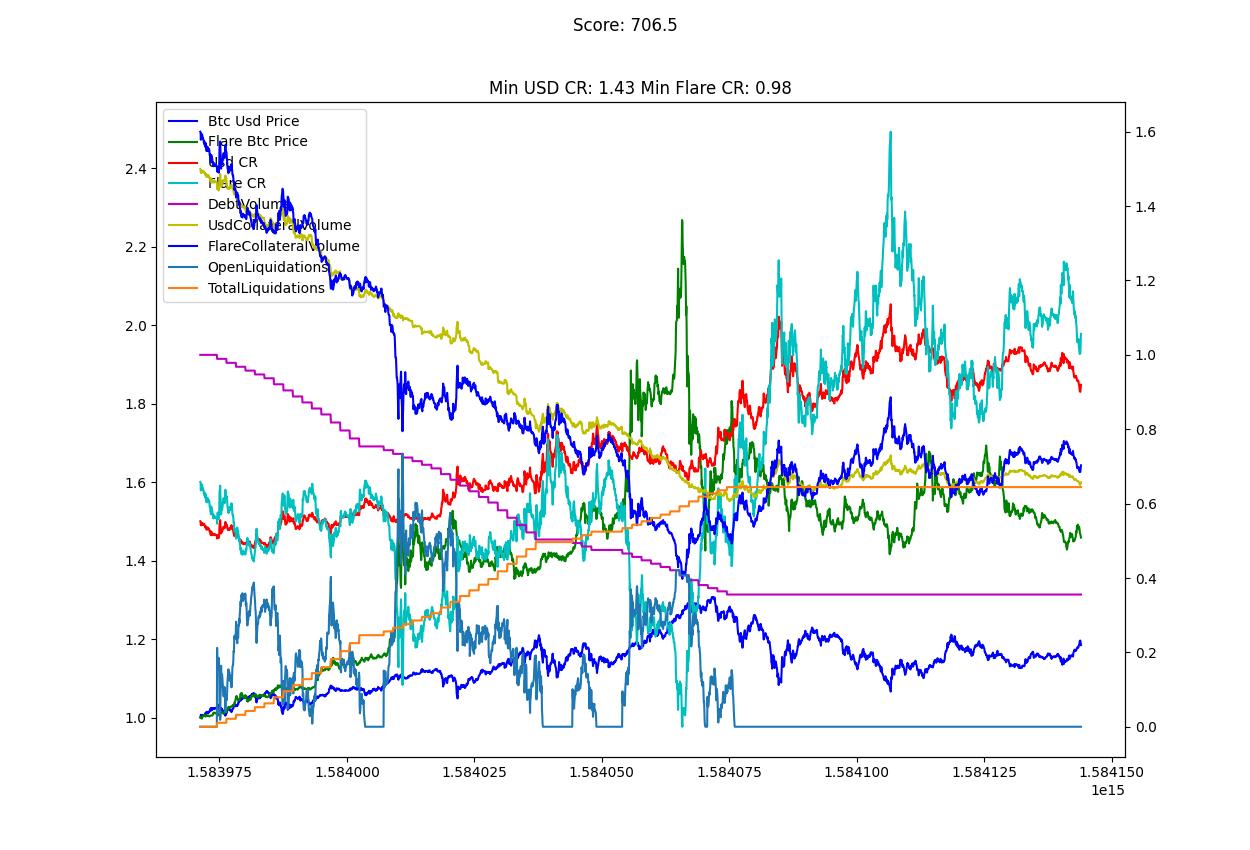 Score: 706.5
Min USD CR: 1.43 Min Flare CR: 0.98
Btc Usd Price
Flare Btc Price
Usd CR
Flare CR
DebtVolume
UsdCollateralVolume
FlareCollateralVolume
OpenLiquidations
TotalLiquidations
2.4
2.2
2.0
1.8
1.6
1.4
1.2
1.0
1.6
1.4
1.2
1.0
0.8
0.6
0.4
0.2
0.0
1.583975 1.584000 1.584025 1.584050 1.584075 1.584100 1.584125 1.584150
1e15